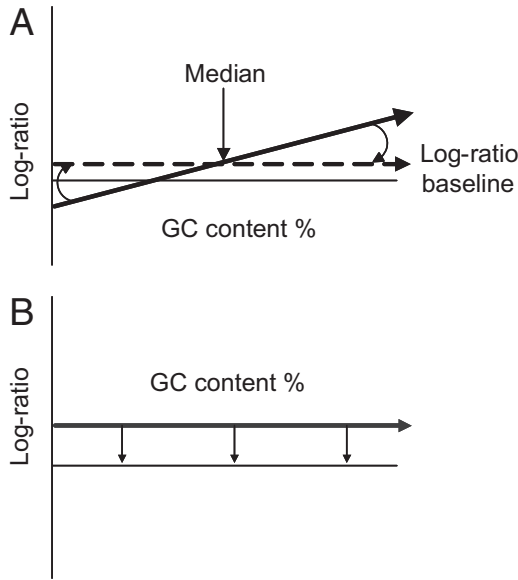 A
Median
Log-ratio
Log-ratio
baseline
GC content %
B
GC content %
Log-ratio